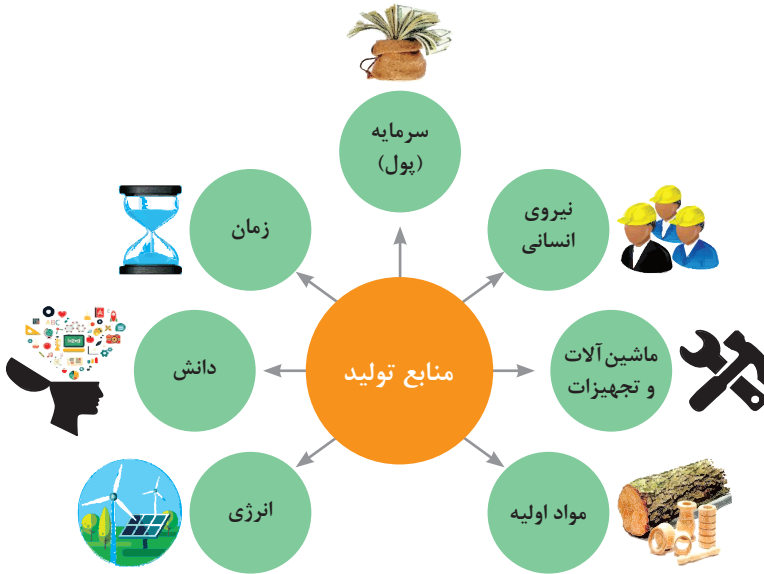 سرمایه
(پول)
نیروی
انسانی
زمان
ماشین‌آلات
و تجهیزات
منابع تولید
دانش
مواد اولیه
انرژی